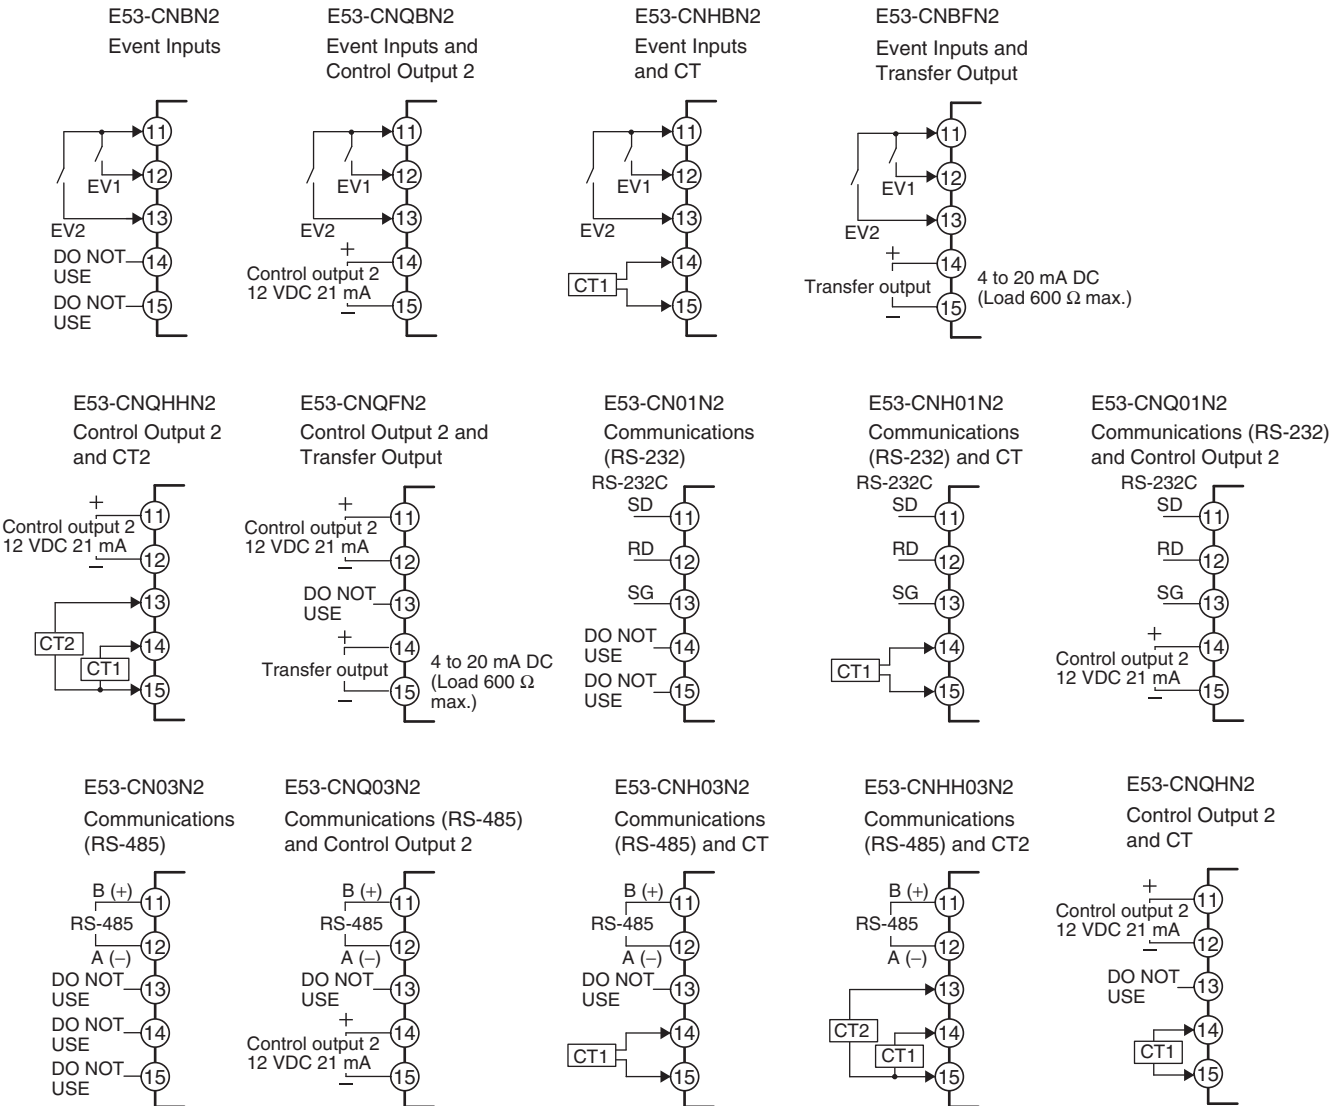 E53-CNBN2
Event Inputs
11
12
EV1
13
EV2
DO NOT
USE
14
DO NOT
USE
15
E53-CNQBN2
Event Inputs and
Control Output 2
11
12
EV1
13
EV2
+
14
Control output 2
12 VDC 21 mA
15
−
E53-CNHBN2
Event Inputs
and CT
11
12
EV1
13
EV2
14
CT1
15
E53-CNBFN2
Event Inputs and
Transfer Output
11
12
EV1
13
EV2
+
14
Transfer output
4 to 20 mA DC
(Load 600 Ω max.)
15
−
E53-CNQHHN2
Control Output 2
and CT2
+
11
Control output 2
12 VDC 21 mA
12
−
13
CT2
14
CT1
15
E53-CNQFN2
Control Output 2 and
Transfer Output
+
11
Control output 2
12 VDC 21 mA
12
−
DO NOT
USE
13
+
14
Transfer output
4 to 20 mA DC
(Load 600 Ω
max.)
15
−
E53-CN01N2
Communications
(RS-232)
RS-232C
SD
11
RD
12
SG
13
DO NOT
USE
14
DO NOT
USE
15
E53-CNH01N2
Communications
(RS-232) and CT
RS-232C
SD
11
RD
12
SG
13
14
CT1
15
E53-CNQ01N2
Communications (RS-232)
and Control Output 2
RS-232C
SD
11
RD
12
SG
13
+
14
Control output 2
12 VDC 21 mA
15
−
E53-CN03N2
Communications
(RS-485)
B (+)
11
RS-485
12
A (−)
DO NOT
USE
13
DO NOT
USE
14
DO NOT
USE
15
E53-CNQ03N2
Communications (RS-485)
and Control Output 2
B (+)
11
RS-485
12
A (−)
DO NOT
USE
13
+
14
Control output 2
12 VDC 21 mA
15
−
E53-CNH03N2
Communications
(RS-485) and CT
B (+)
11
RS-485
12
A (−)
DO NOT
USE
13
14
CT1
15
E53-CNHH03N2
Communications
(RS-485) and CT2
B (+)
11
RS-485
12
A (−)
13
CT2
14
CT1
15
E53-CNQHN2
Control Output 2
and CT
+
11
Control output 2
12 VDC 21 mA
12
−
DO NOT
USE
13
14
CT1
15